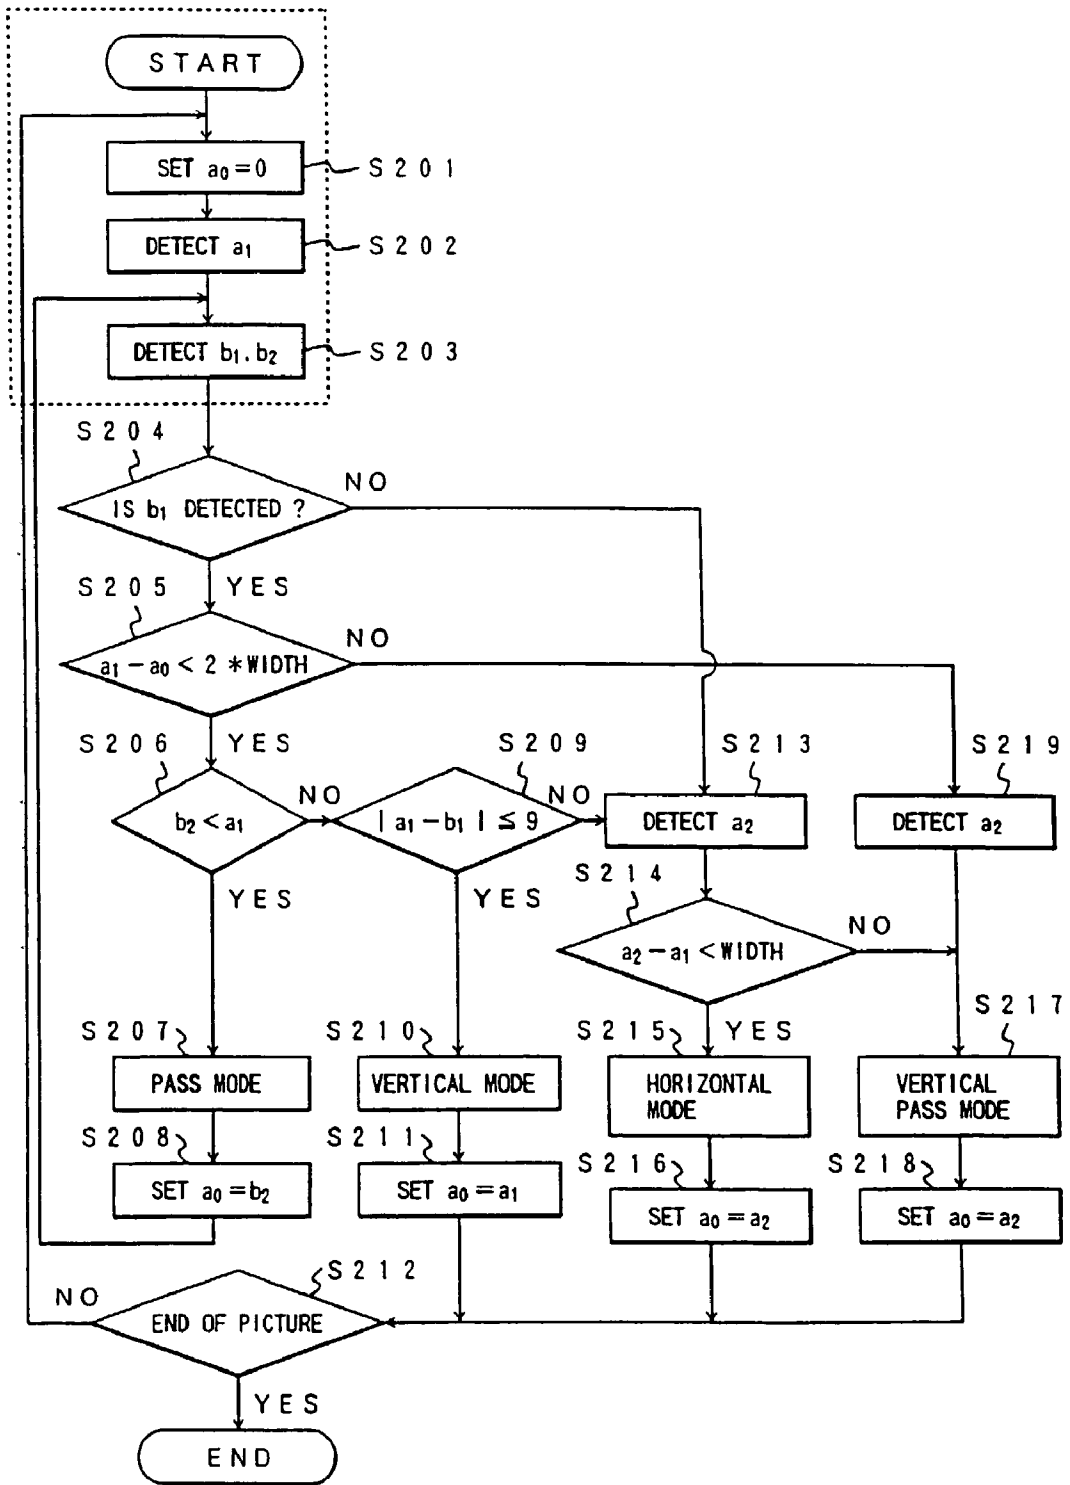 START
SET a₀=0
S201
DETECT a₁
S202
DETECT b₁.b₂
S203
S204
IS b₁ DETECTED ?
NO
YES
S205
a₁−a₀<2*WIDTH
NO
YES
S206
b₂<a₁
NO
YES
S209
|a₁−b₁|≤9
NO
YES
S213
DETECT a₂
S219
DETECT a₂
S214
a₂−a₁<WIDTH
NO
YES
S207
PASS MODE
S210
VERTICAL MODE
S215
HORIZONTAL
MODE
S217
VERTICAL
PASS MODE
S208
SET a₀=b₂
S211
SET a₀=a₁
S216
SET a₀=a₂
S218
SET a₀=a₂
S212
END OF PICTURE
NO
YES
END